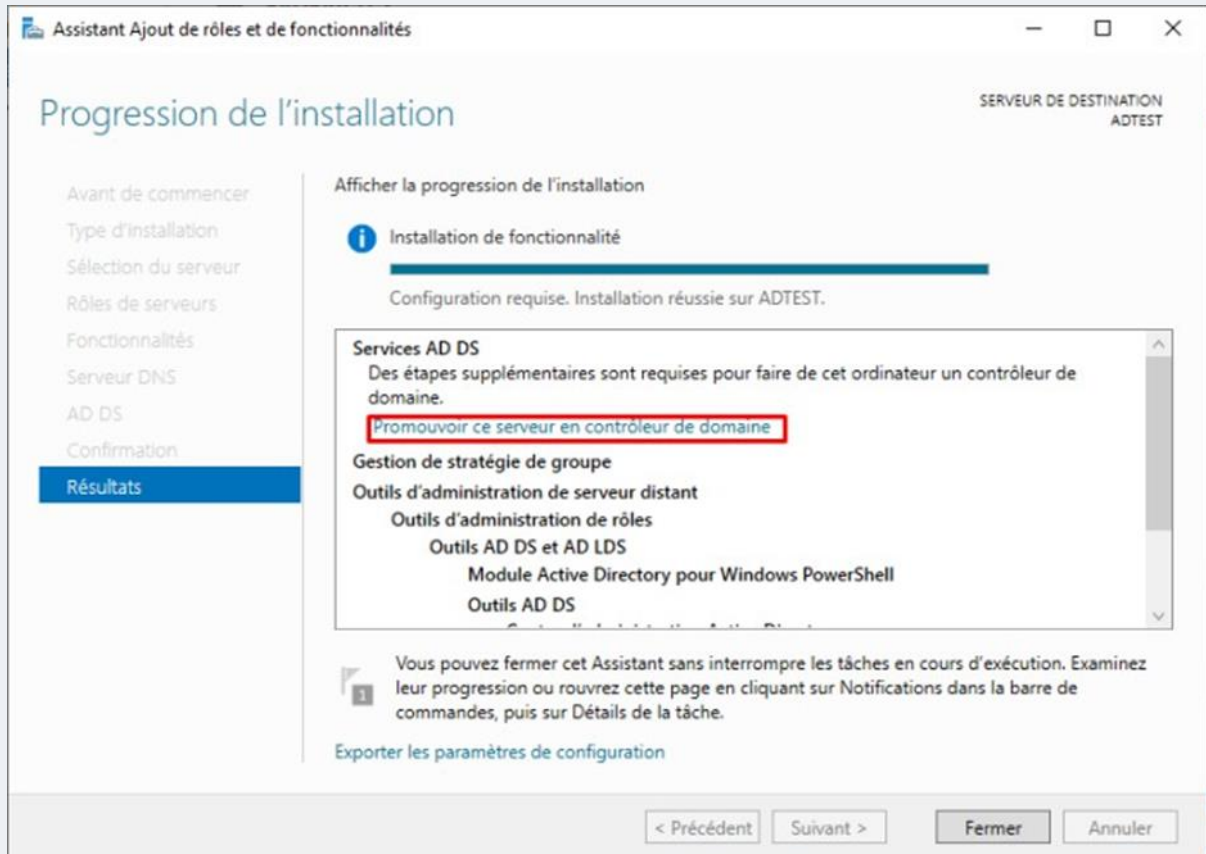 Assistant Ajout de rôles et de fonctionnalités
Progression de l'installation
SERVEUR DE DESTINATION
ADTEST
Avant de commencer
Type d'installation
Sélection du serveur
Rôles de serveurs
Fonctionnalités
Serveur DNS
AD DS
Confirmation
Résultats
Afficher la progression de l'installation
Installation de fonctionnalité
Configuration requise. Installation réussie sur ADTEST.
Services AD DS
Des étapes supplémentaires sont requises pour faire de cet ordinateur un contrôleur de
domaine.
Promouvoir ce serveur en contrôleur de domaine
Gestion de stratégie de groupe
Outils d'administration de serveur distant
Outils d'administration de rôles
Outils AD DS et AD LDS
Module Active Directory pour Windows PowerShell
Outils AD DS
1
Vous pouvez fermer cet Assistant sans interrompre les tâches en cours d'exécution. Examinez
leur progression ou rouvrez cette page en cliquant sur Notifications dans la barre de
commandes, puis sur Détails de la tâche.
Exporter les paramètres de configuration
< Précédent
Suivant >
Fermer
Annuler